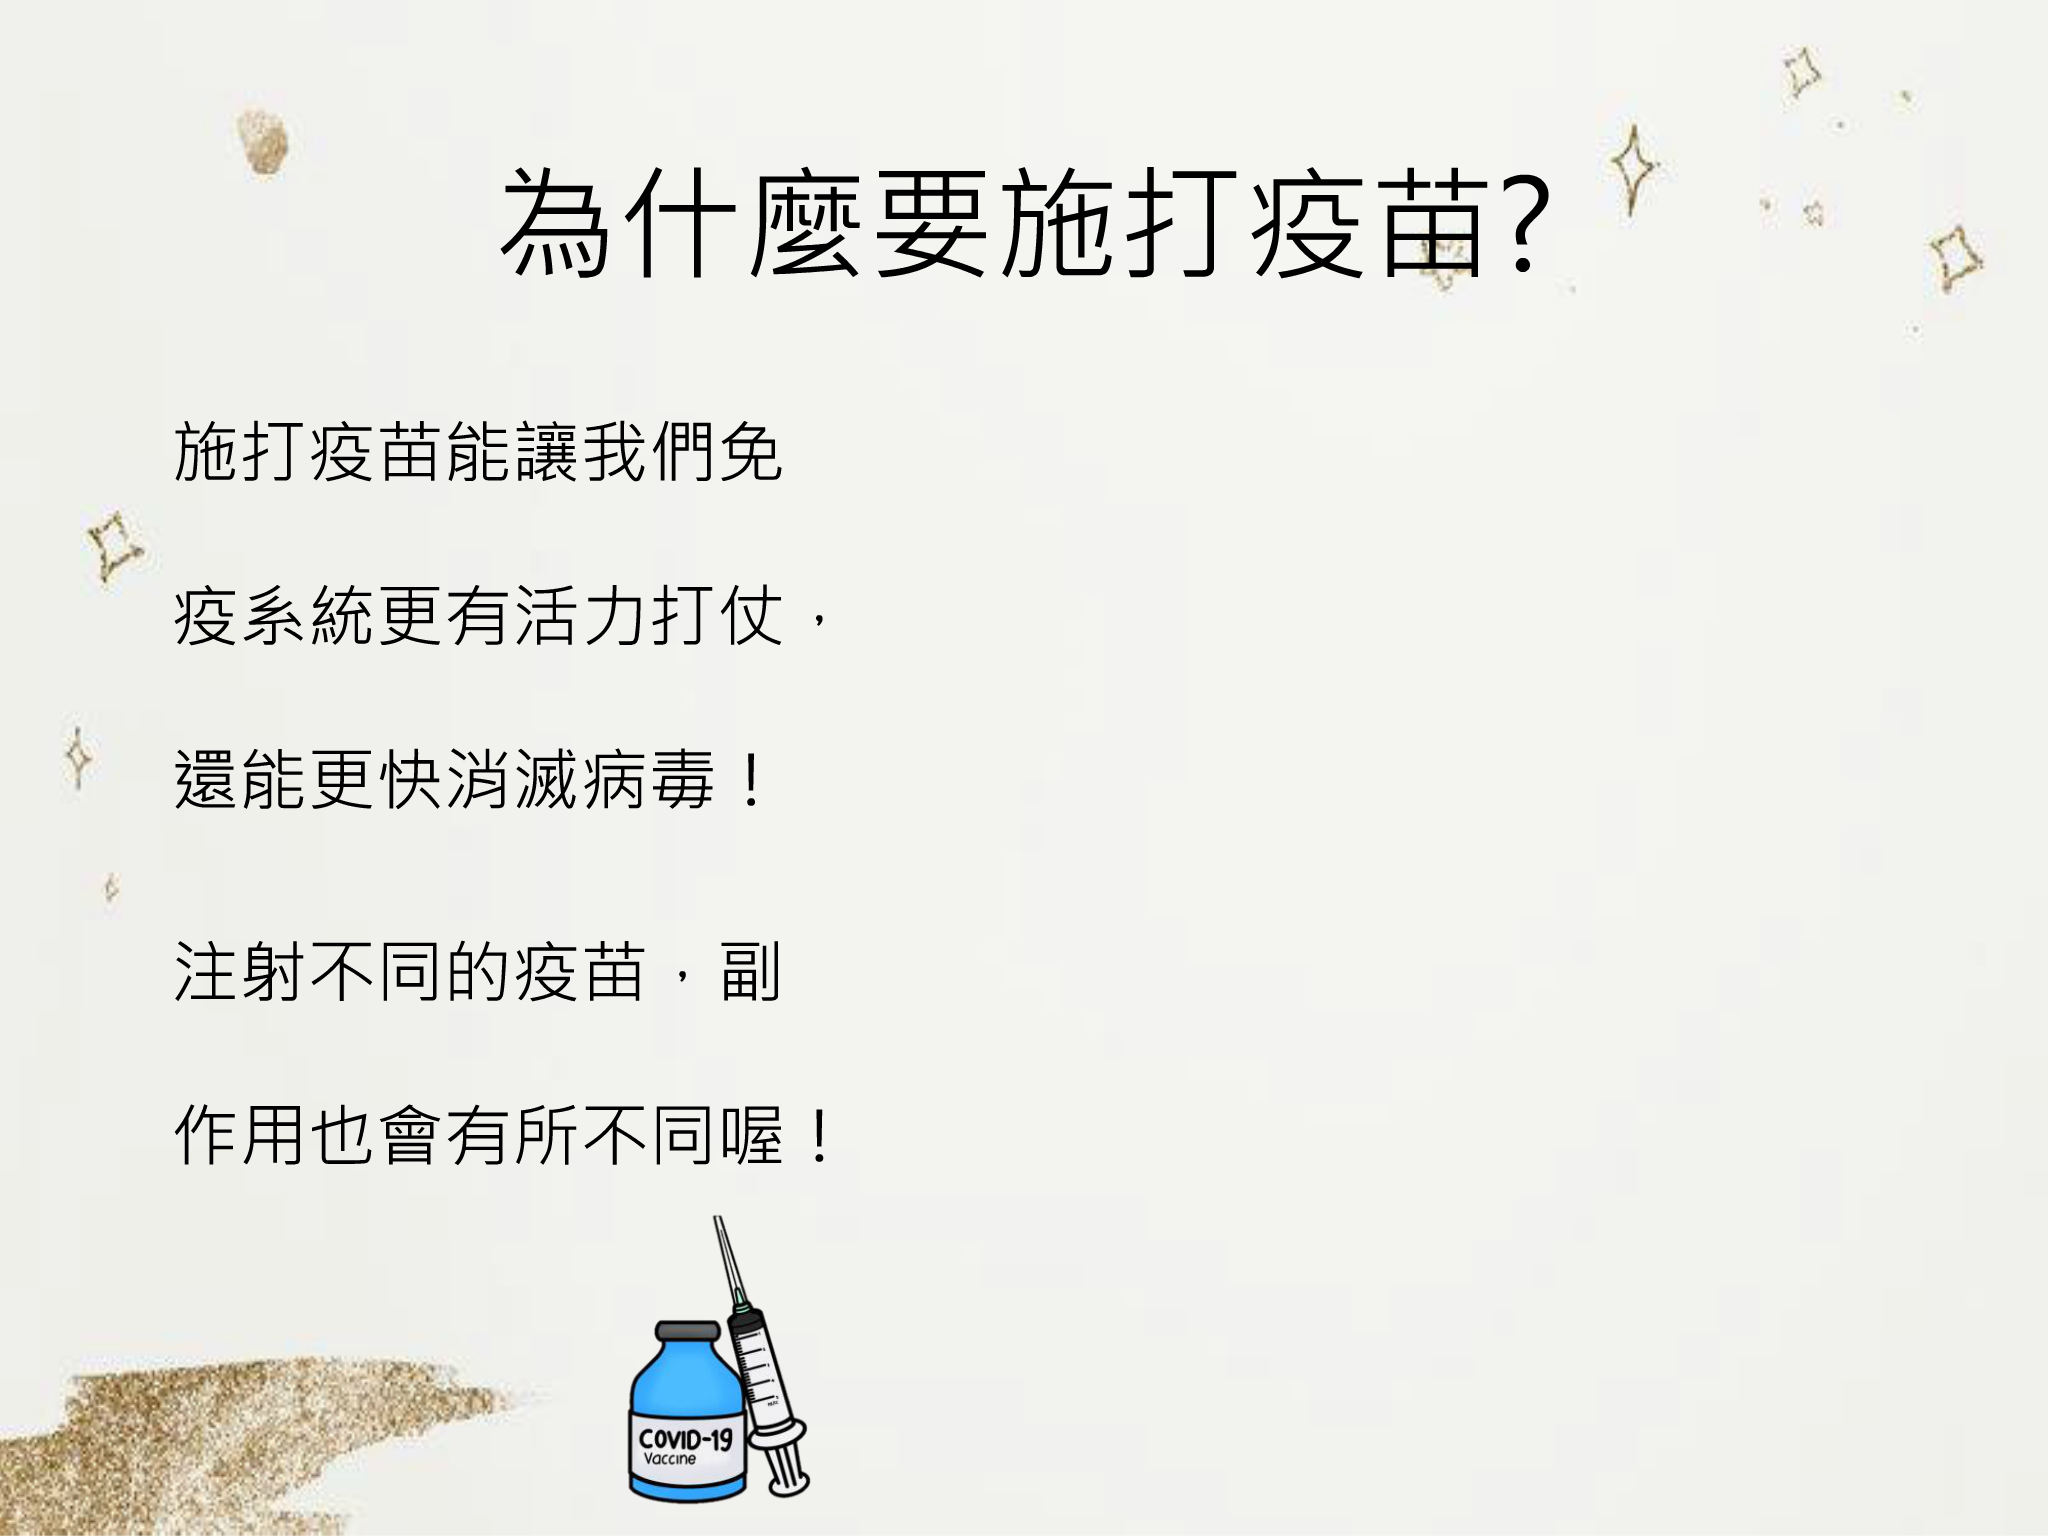 為什麼要施打疫苗?
施打疫苗能讓我們免
疫系統更有活力打仗，
還能更快消滅病毒！
注射不同的疫苗，副
作用也會有所不同喔！
COVID-19
Vaccine